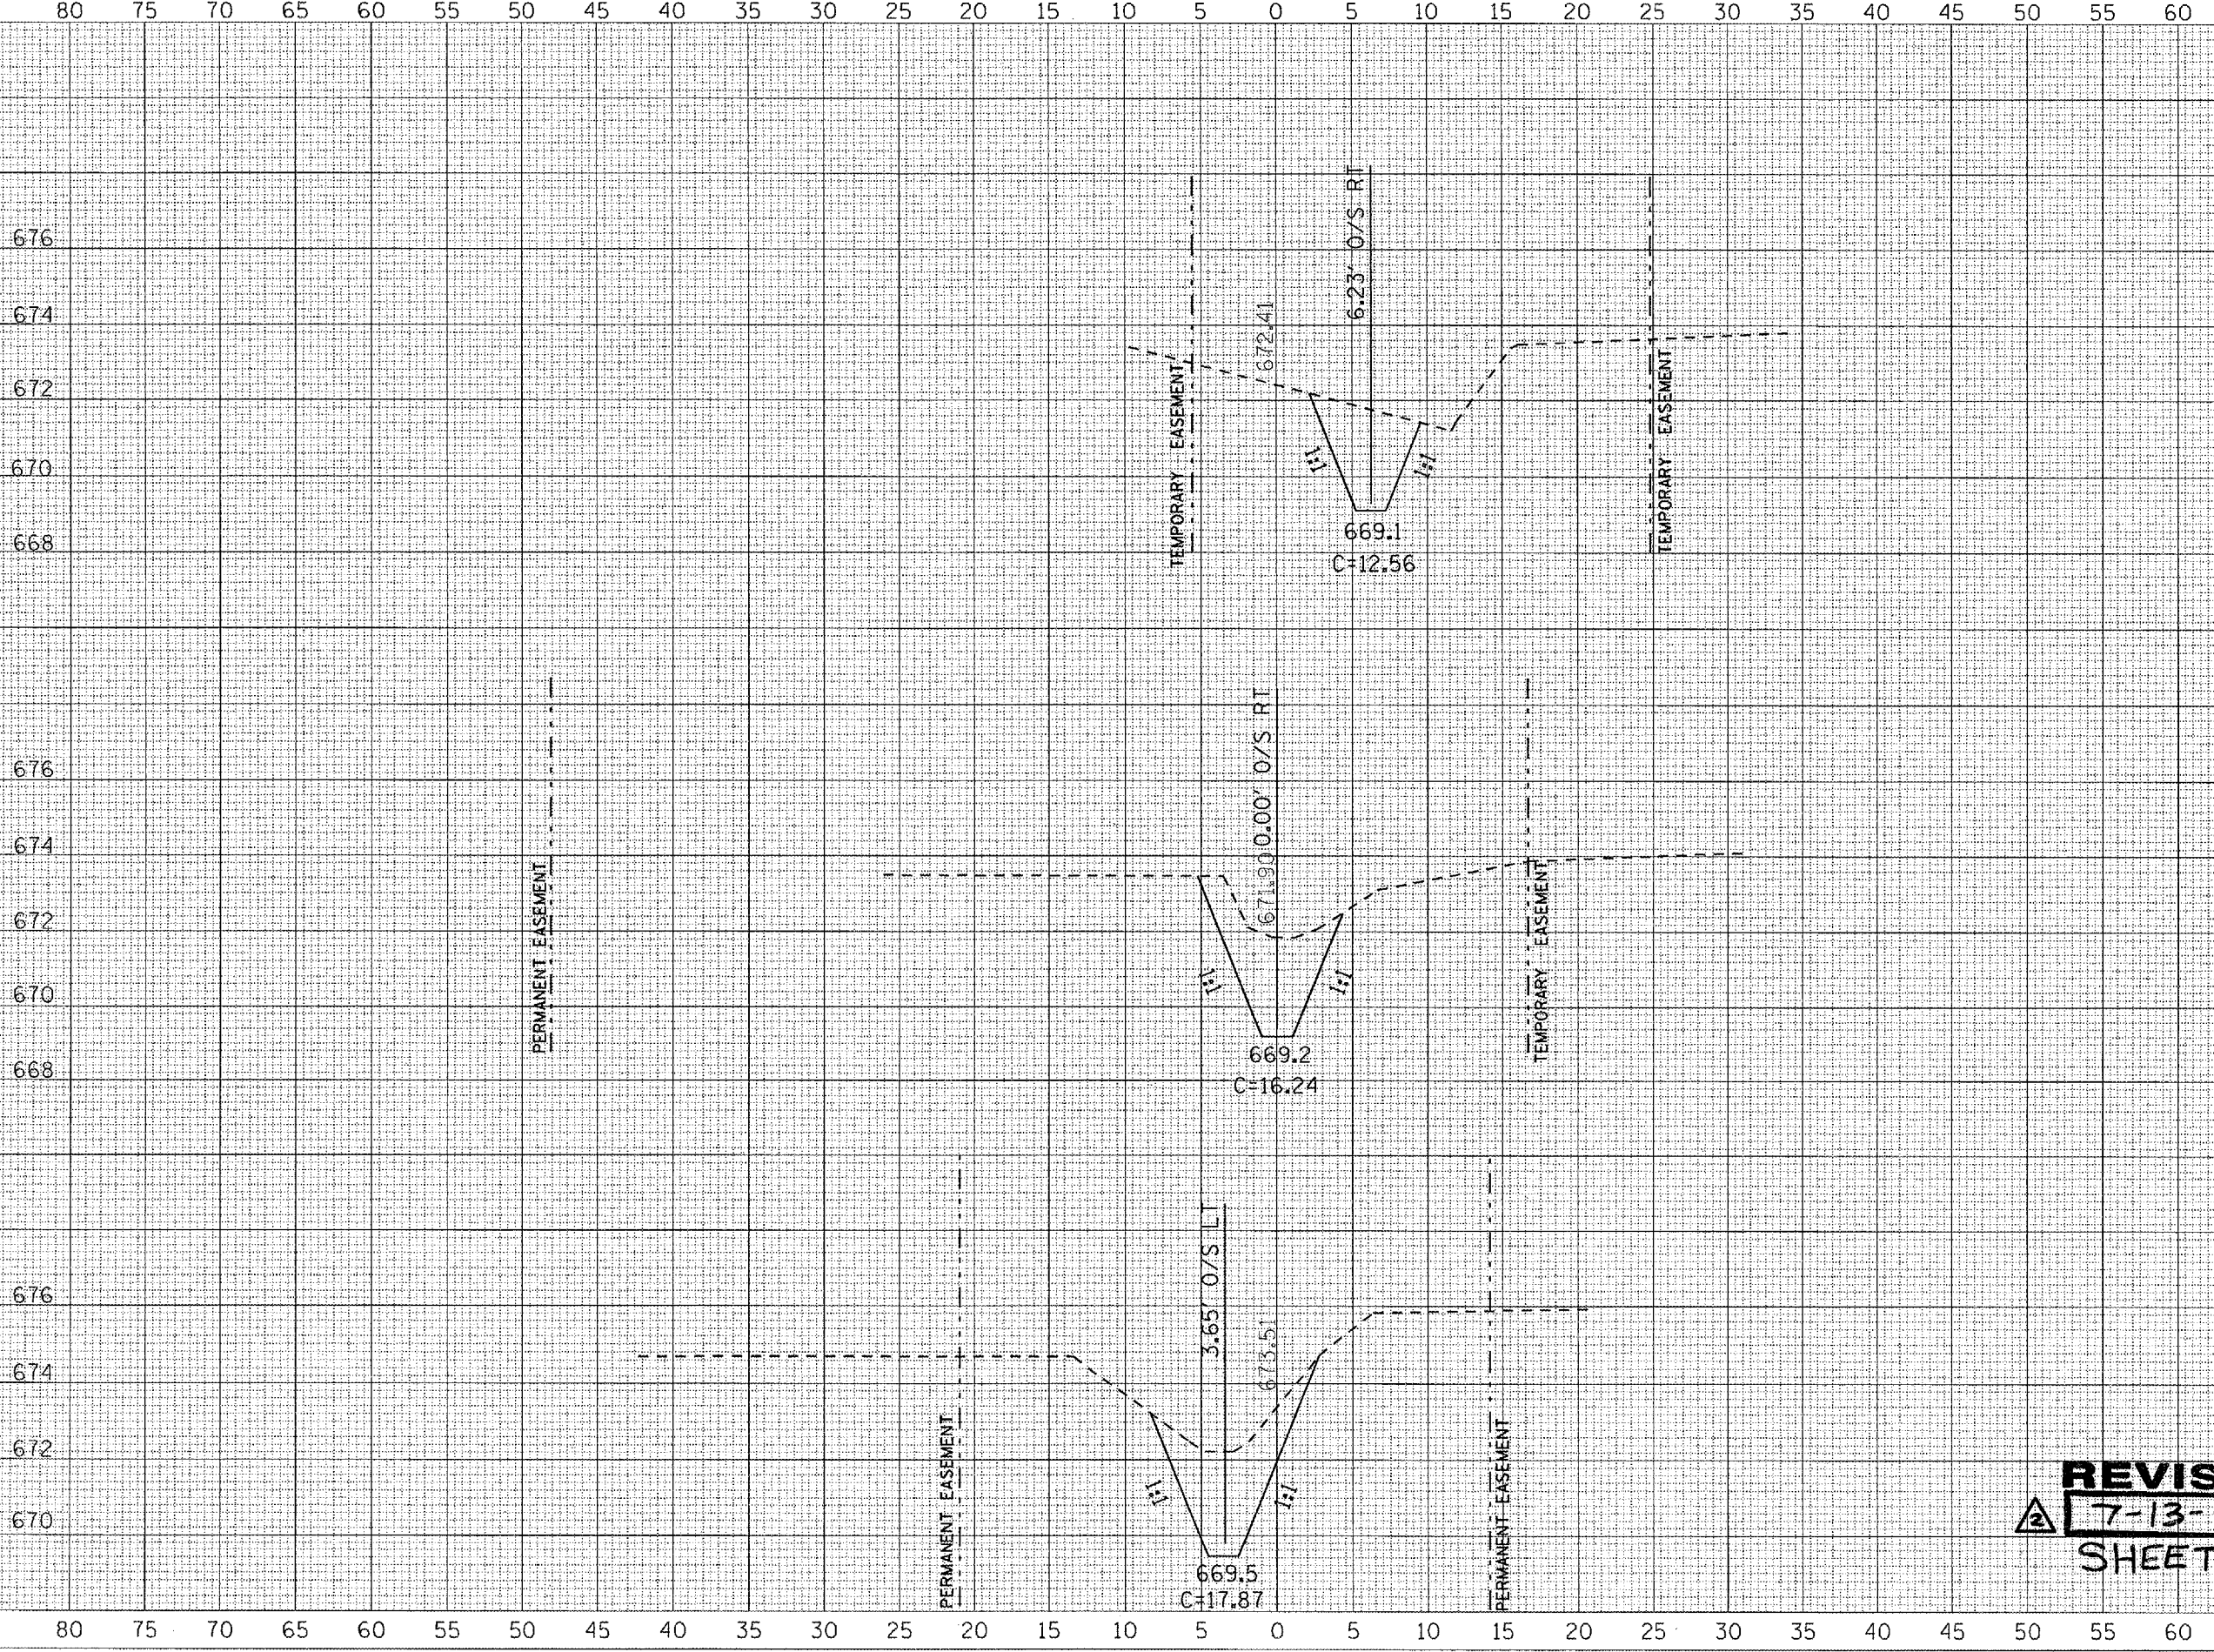 80 75 70 65 60 55 50 45 40 35 30 25 20 15 10 5 0 5 10 15 20 25 30 35 40 45 50 55 60
676
674
672
670
668
TEMPORARY EASEMENT
672.41
6.23' O/S RT
1:1
1:1
669.1
C=12.56
TEMPORARY EASEMENT
676
674
672
670
668
PERMANENT EASEMENT
671.90
0.00' O/S RT
1:1
1:1
669.2
C=16.24
TEMPORARY EASEMENT
676
674
672
670
PERMANENT EASEMENT
3.65' O/S LT
673.51
1:1
1:1
669.5
C=17.87
PERMANENT EASEMENT
REVIS
2 7-13-
SHEET
80 75 70 65 60 55 50 45 40 35 30 25 20 15 10 5 0 5 10 15 20 25 30 35 40 45 50 55 60